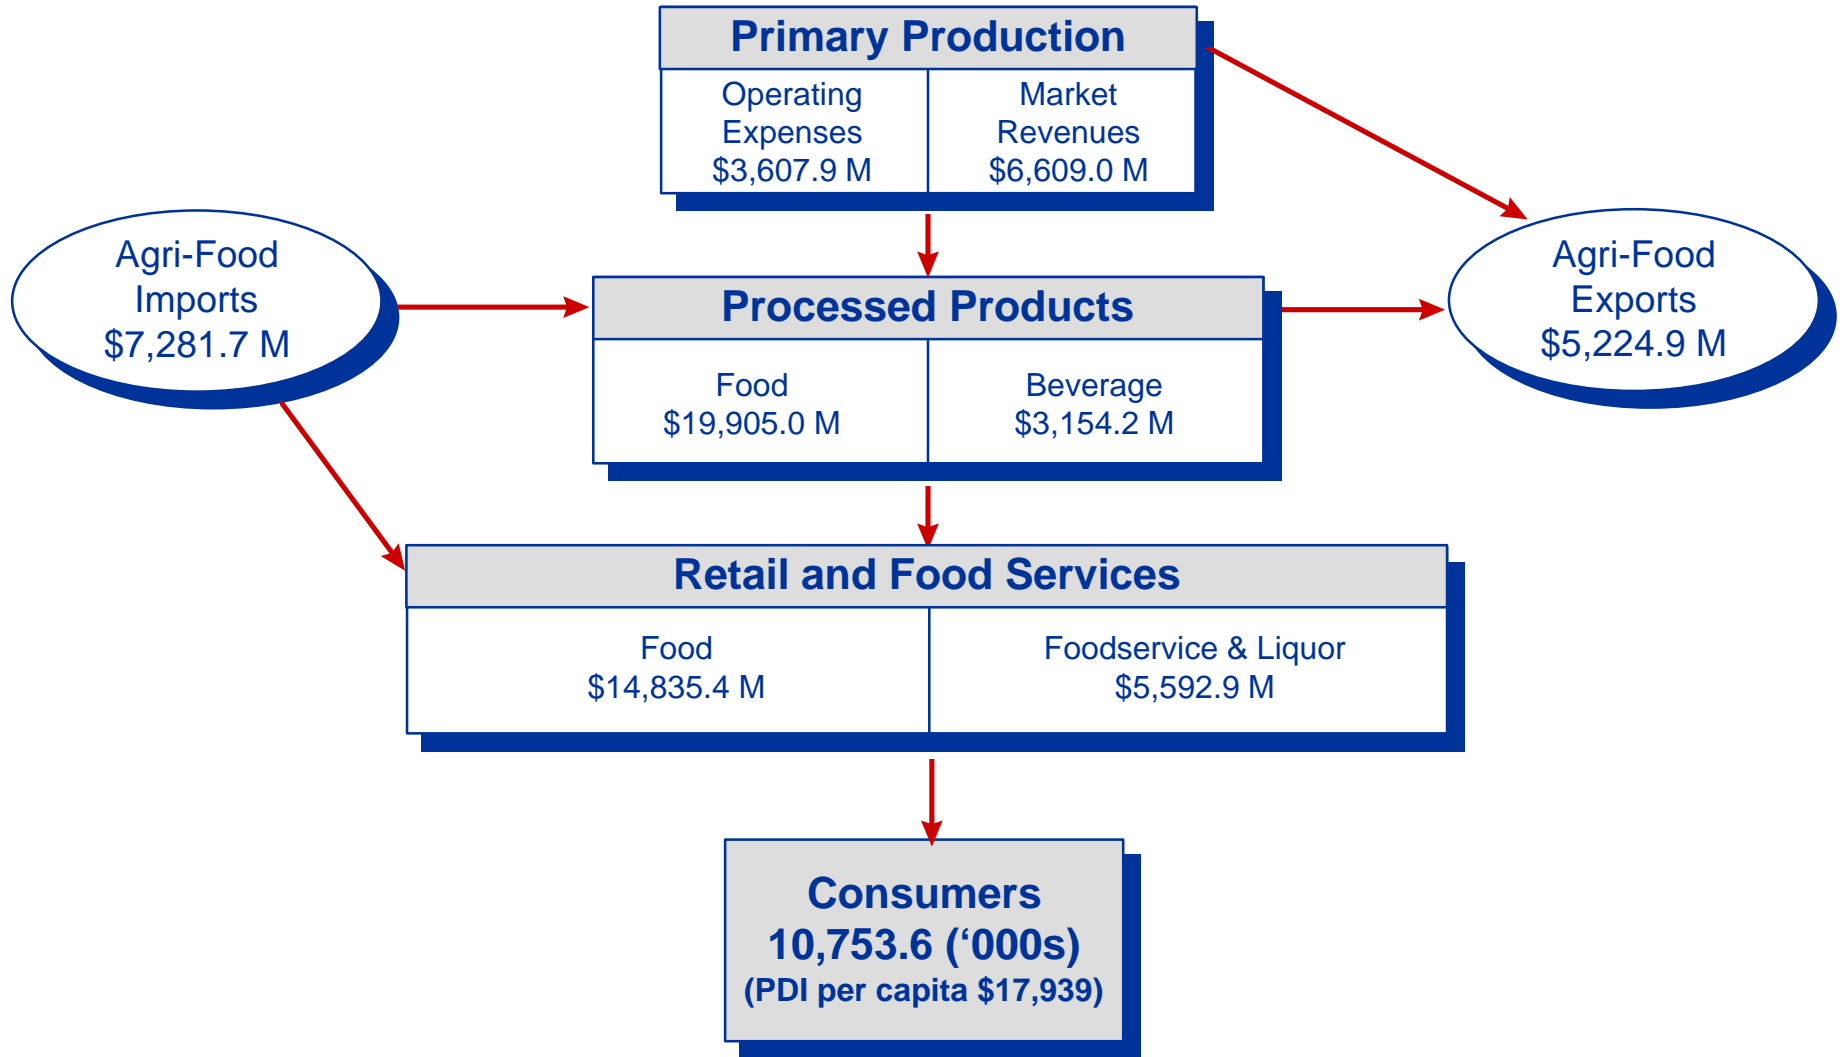 Primary Production
Operating
Expenses
$3,607.9 M
Market
Revenues
$6,609.0 M
Agri-Food
Imports
$7,281.7 M
Agri-Food
Exports
$5,224.9 M
Processed Products
Food
$19,905.0 M
Beverage
$3,154.2 M
Retail and Food Services
Food
$14,835.4 M
Foodservice & Liquor
$5,592.9 M
Consumers
10,753.6 (‘000s)
(PDI per capita $17,939)